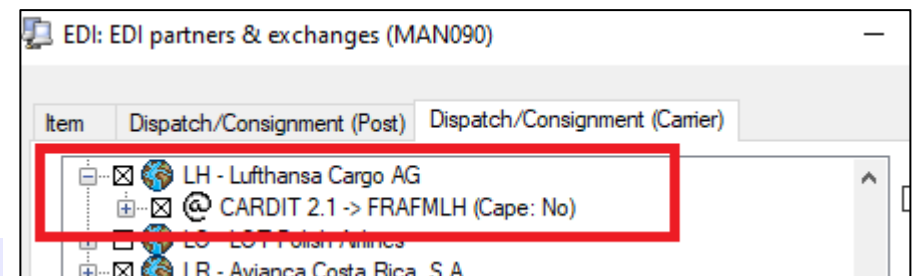 EDI: EDI partners & exchanges (MAN090)
Item Dispatch/Consignment (Post) Dispatch/Consignment (Carrier)
LH - Lufthansa Cargo AG
@ CARDIT 2.1 -> FRAFMLH (Cape: No)
LO - LOT Polish Airlines
LR - Avianca Costa Rica, S.A.